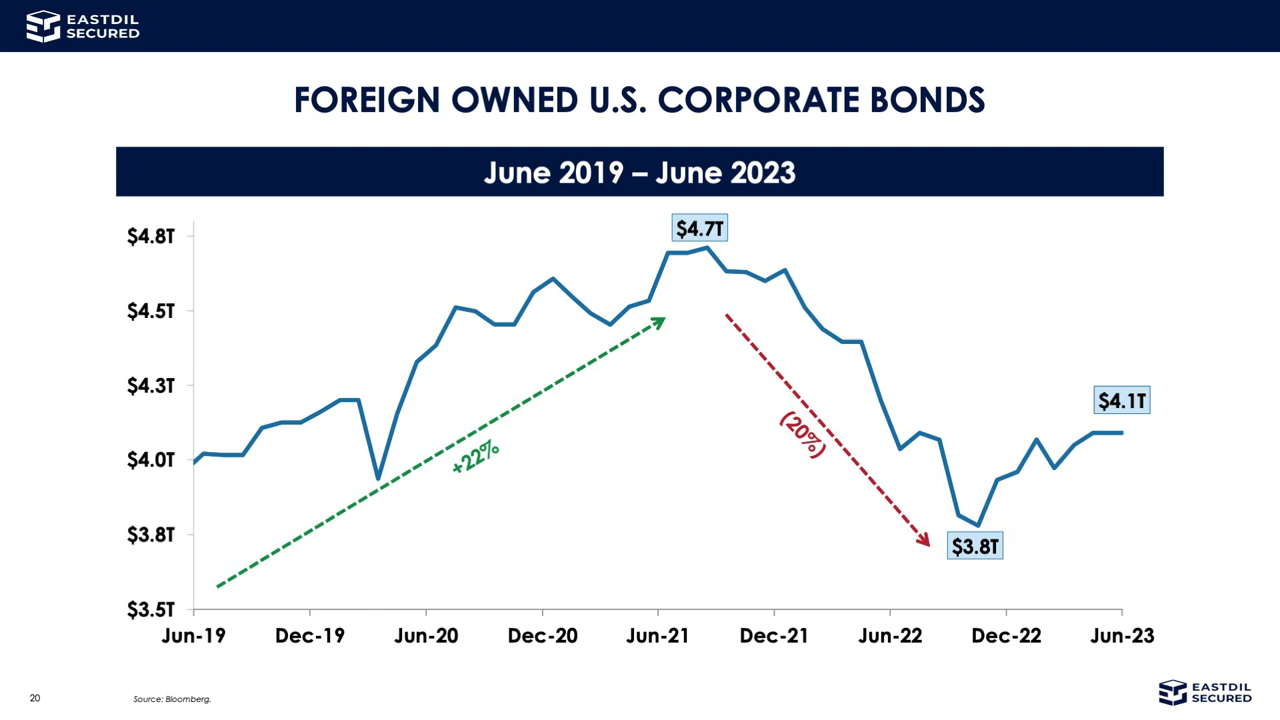 EASTDIL
SECURED
FOREIGN OWNED U.S. CORPORATE BONDS
June 2019 – June 2023
$4.8T
$4.5T
$4.3T
$4.0T
$3.8T
$3.5T
$4.7T
+22%
(20%)
$3.8T
$4.1T
Jun-19 Dec-19 Jun-20 Dec-20 Jun-21 Dec-21 Jun-22 Dec-22 Jun-23
20
Source: Bloomberg.
EASTDIL
SECURED